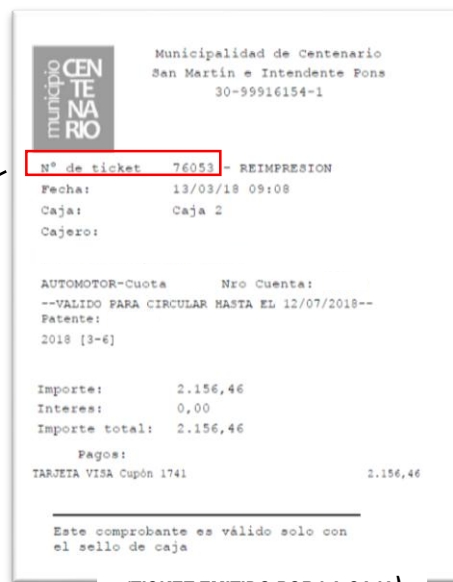 municipio
CEN
TE
NA
RIO
Municipalidad de Centenario
San Martin e Intendente Pons
30-99916154-1
Nº de ticket 76053 - REIMPRESION
Fecha: 13/03/18 09:08
Caja: Caja 2
Cajero:
AUTOMOTOR-Cuota Nro Cuenta:
--VALIDO PARA CIRCULAR HASTA EL 12/07/2018--
Patente:
2018 [3-6]
Importe: 2.156,46
Interes: 0,00
Importe total: 2.156,46
Pagos:
TARJETA VISA Cupón 1741 2.156,46
Este comprobante es válido solo con
el sello de caja